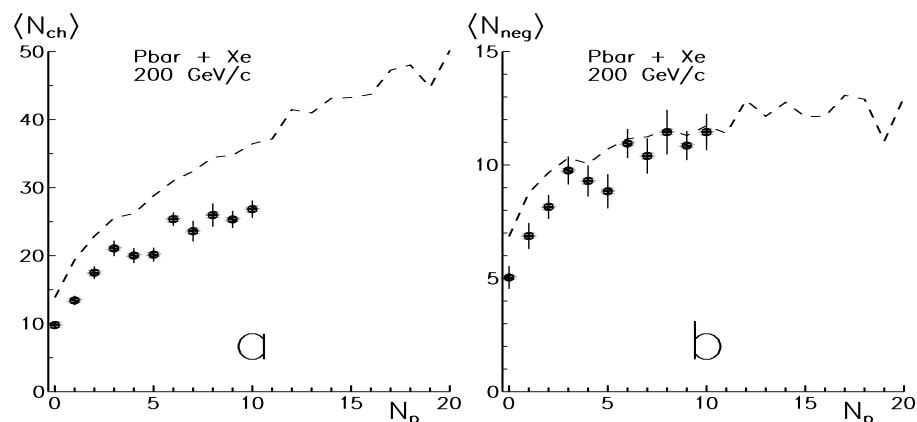 ⟨N_ch⟩
Pbar + Xe
200 GeV/c
50
40
30
20
10
0
0 5 10 15 20
N_p
a
⟨N_neg⟩
Pbar + Xe
200 GeV/c
15
10
5
0
0 5 10 15 20
N_p
b